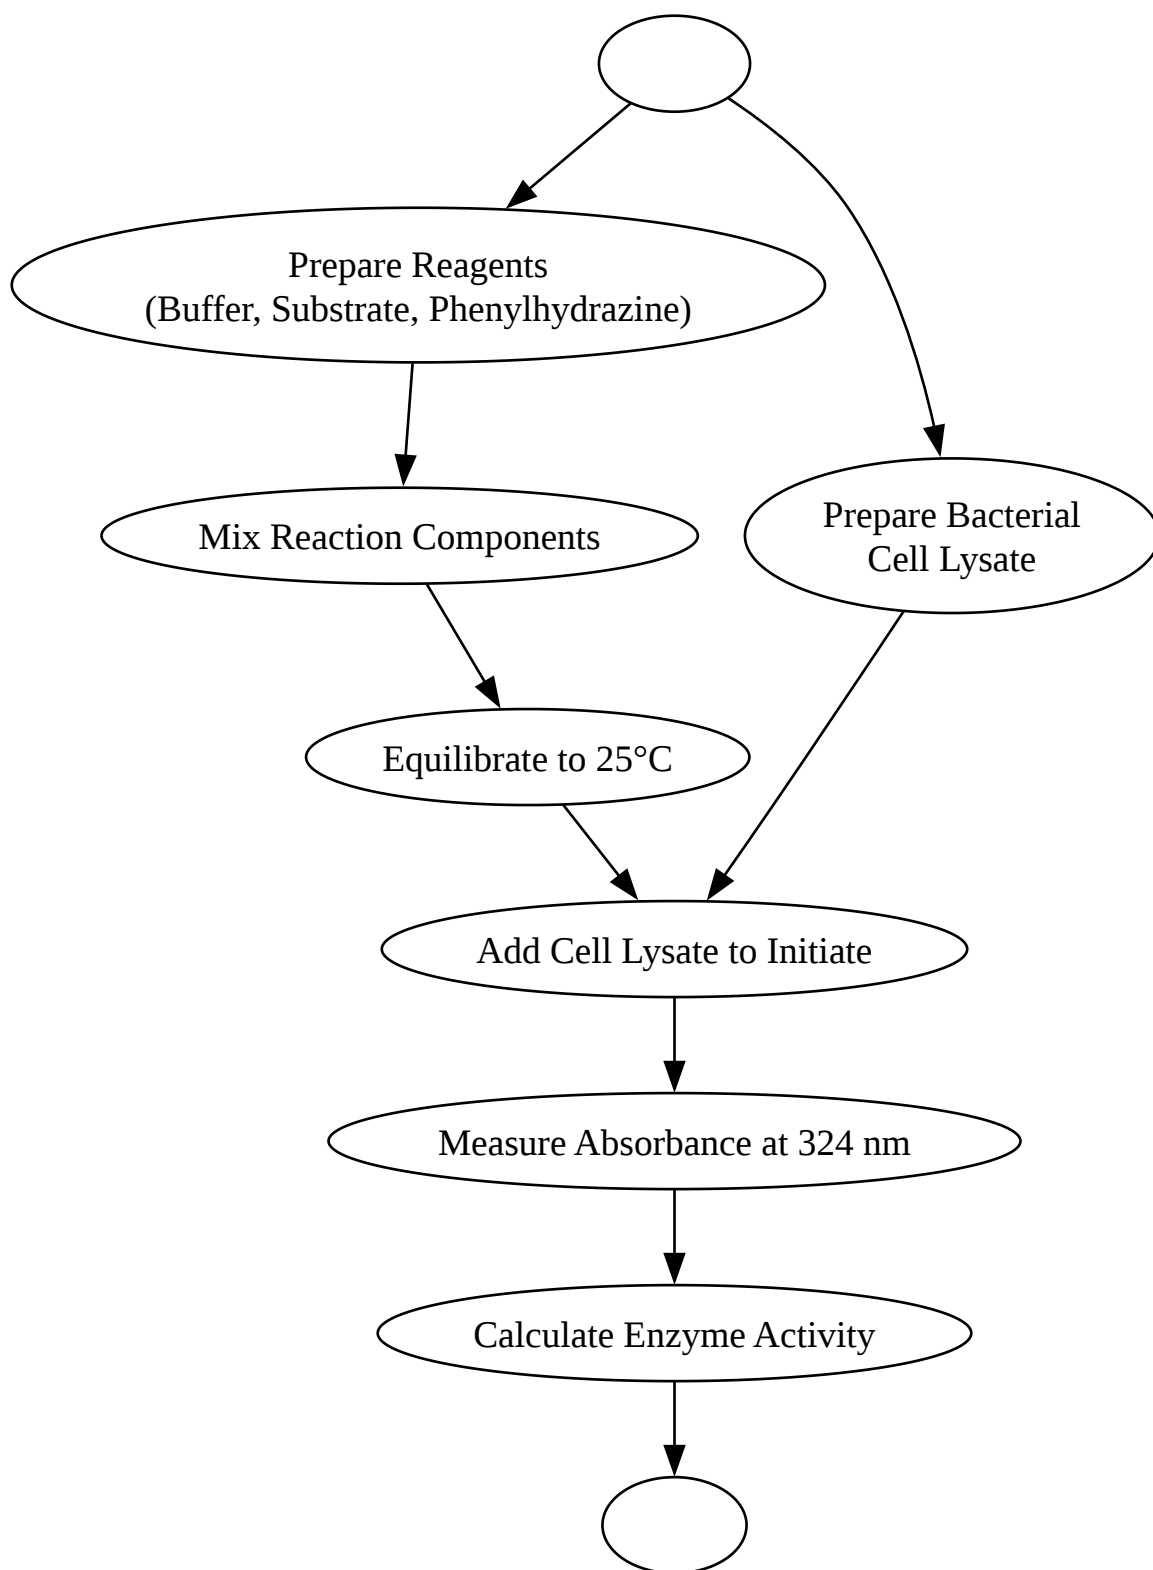 Prepare Reagents
(Buffer, Substrate, Phenylhydrazine)
Mix Reaction Components
Prepare Bacterial
Cell Lysate
Equilibrate to 25°C
Add Cell Lysate to Initiate
Measure Absorbance at 324 nm
Calculate Enzyme Activity